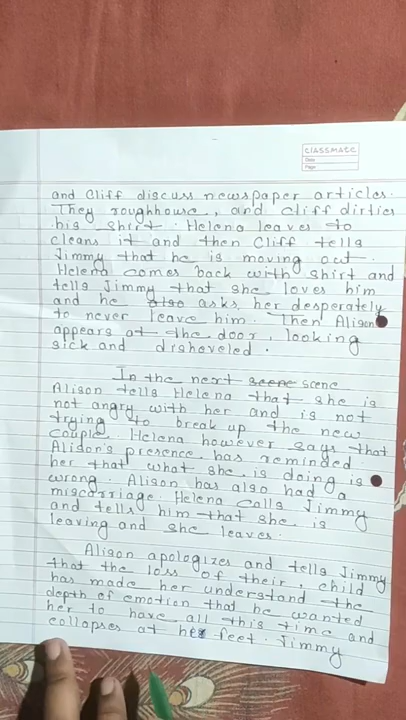 CLASSMATE
Date
Page
and Cliff discuss newspaper articles.
They roughhouse, and Cliff dirties
his shirt. Helena leaves to
cleans it and then Cliff tells
Jimmy that he is moving out.
Helena comes back with shirt and
tells Jimmy that she loves him
and he also asks her desperately
to never leave him. Then Alison
appears at the door, looking
sick and disheveled.
In the next scene scene
Alison tells Helena that she is
not angry with her and is not
trying to break up the new
couple. Helena however says that
Alison's presence has reminded
her that what she is doing is
wrong. Alison has also had a
miscarriage. Helena calls Jimmy
and tells him that she is
leaving and she leaves.
Alison apologizes and tells Jimmy
that the loss of their child
has made her understand the
depth of emotion that he wanted
her to have all this time and
collapses at her feet. Jimmy